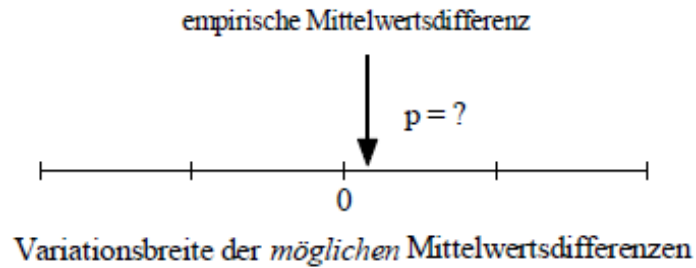 empirische Mittelwertsdifferenz
p = ?
0
Variationsbreite der möglichen Mittelwertsdifferenzen